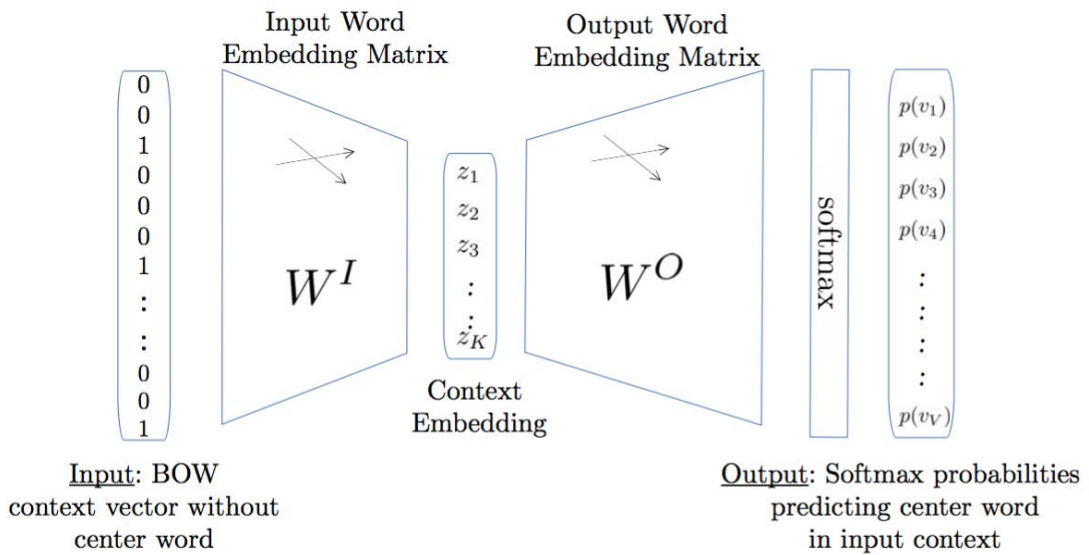 Input Word
Embedding Matrix
Output Word
Embedding Matrix
0
0
1
0
0
0
1
:
:
0
0
1
W^I
z_1
z_2
z_3
:
:
z_K
Context
Embedding
W^O
softmax
p(v_1)
p(v_2)
p(v_3)
p(v_4)
:
:
:
:
p(v_V)
Input: BOW
context vector without
center word
Output: Softmax probabilities
predicting center word
in input context